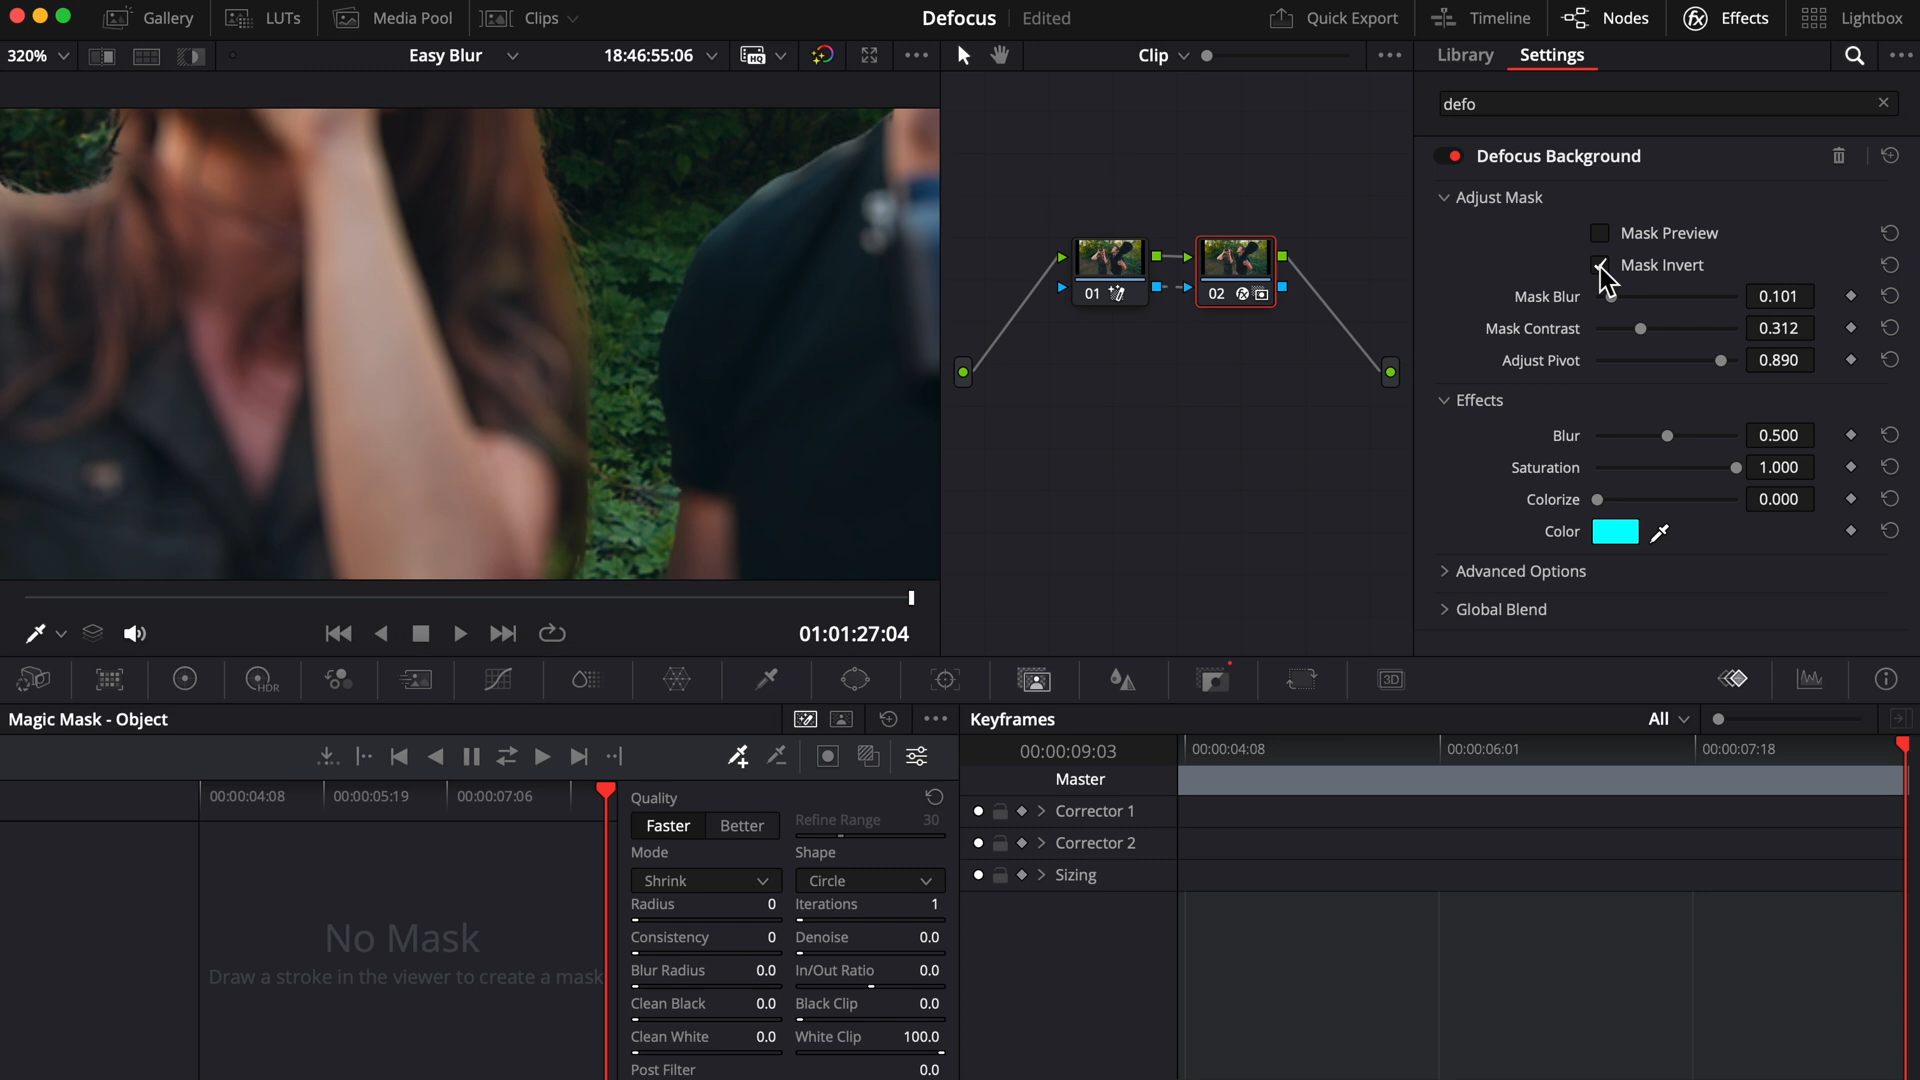 Gallery LUTs Media Pool Clips Defocus Edited Quick Export Timeline Nodes Effects Lightbox
320% Easy Blur 18:46:55:06 HQ Clip Library Settings
defo
Defocus Background
Adjust Mask
Mask Preview
Mask Invert
Mask Blur 0.101
Mask Contrast 0.312
Adjust Pivot 0.890
Effects
Blur 0.500
Saturation 1.000
Colorize 0.000
Color
Advanced Options
Global Blend
01
02
01:01:27:04
HDR 3D
Magic Mask - Object
Keyframes All
00:00:09:03 00:00:04:08 00:00:06:01 00:00:07:18
Master
Corrector 1
Corrector 2
Sizing
00:00:04:08 00:00:05:19 00:00:07:06
No Mask
Draw a stroke in the viewer to create a mask
Quality
Faster Better Refine Range 30
Mode Shape
Shrink Circle
Radius 0 Iterations 1
Consistency 0 Denoise 0.0
Blur Radius 0.0 In/Out Ratio 0.0
Clean Black 0.0 Black Clip 0.0
Clean White 0.0 White Clip 100.0
Post Filter 0.0